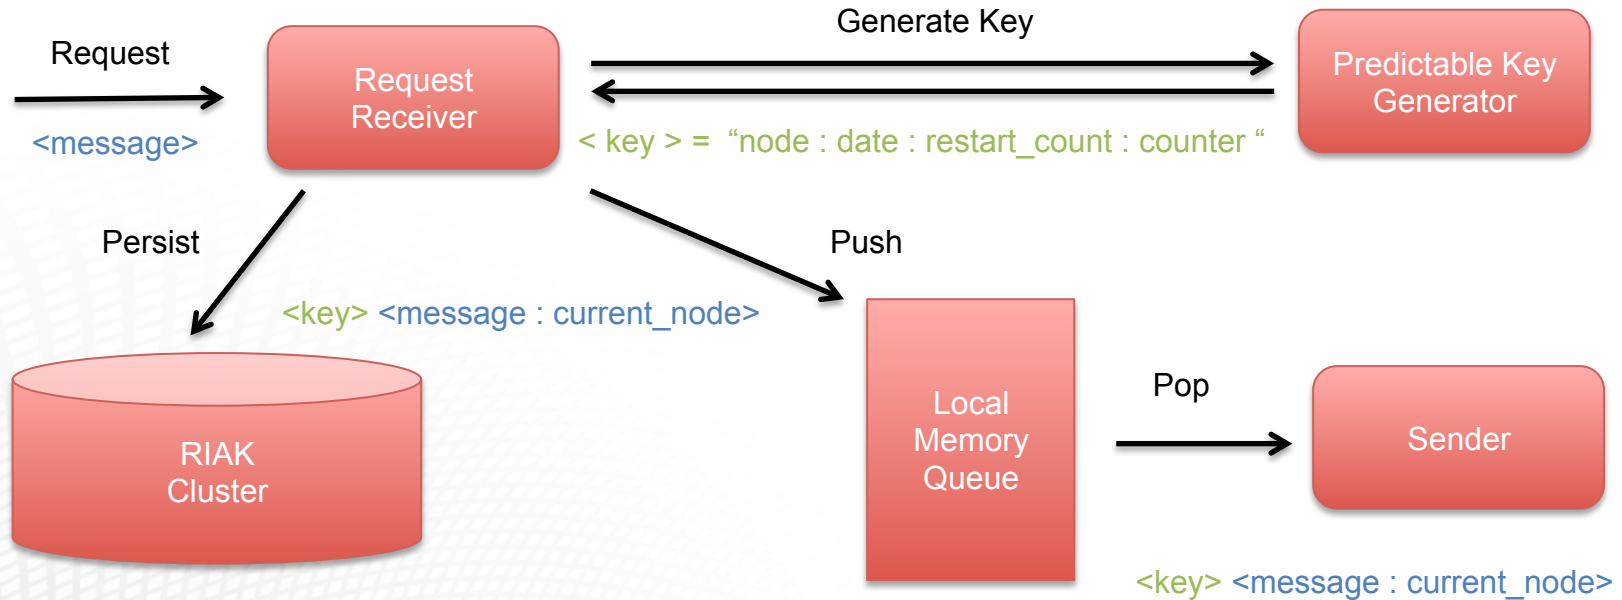 Generate Key
Request
<message>
Request
Receiver
Predictable Key
Generator
< key > = “node : date : restart_count : counter “
Persist
Push
<key> <message : current_node>
RIAK
Cluster
Local
Memory
Queue
Pop
Sender
<key> <message : current_node>